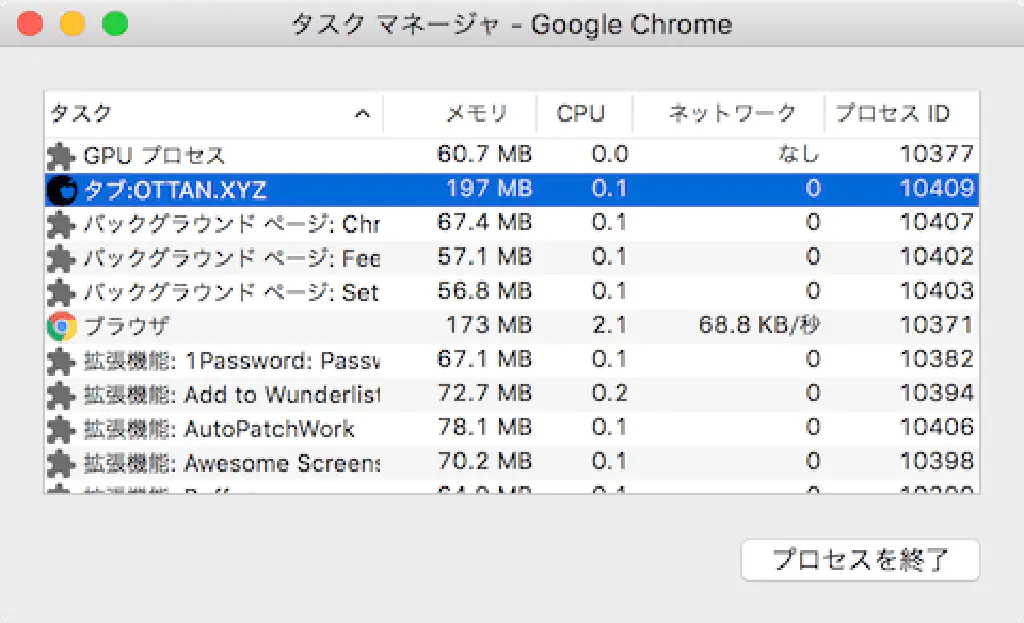 タスク マネージャ - Google Chrome
タスク メモリ CPU ネットワーク プロセス ID
GPU プロセス 60.7 MB 0.0 なし 10377
タブ:OTTAN.XYZ 197 MB 0.1 0 10409
バックグラウンド ページ: Chr 67.4 MB 0.1 0 10407
バックグラウンド ページ: Fee 57.1 MB 0.1 0 10402
バックグラウンド ページ: Set 56.8 MB 0.1 0 10403
ブラウザ 173 MB 2.1 68.8 KB/秒 10371
拡張機能: 1Password: Passw 67.1 MB 0.1 0 10382
拡張機能: Add to Wunderlist 72.7 MB 0.2 0 10394
拡張機能: AutoPatchWork 78.1 MB 0.1 0 10406
拡張機能: Awesome Screens 70.2 MB 0.1 0 10398
プロセスを終了